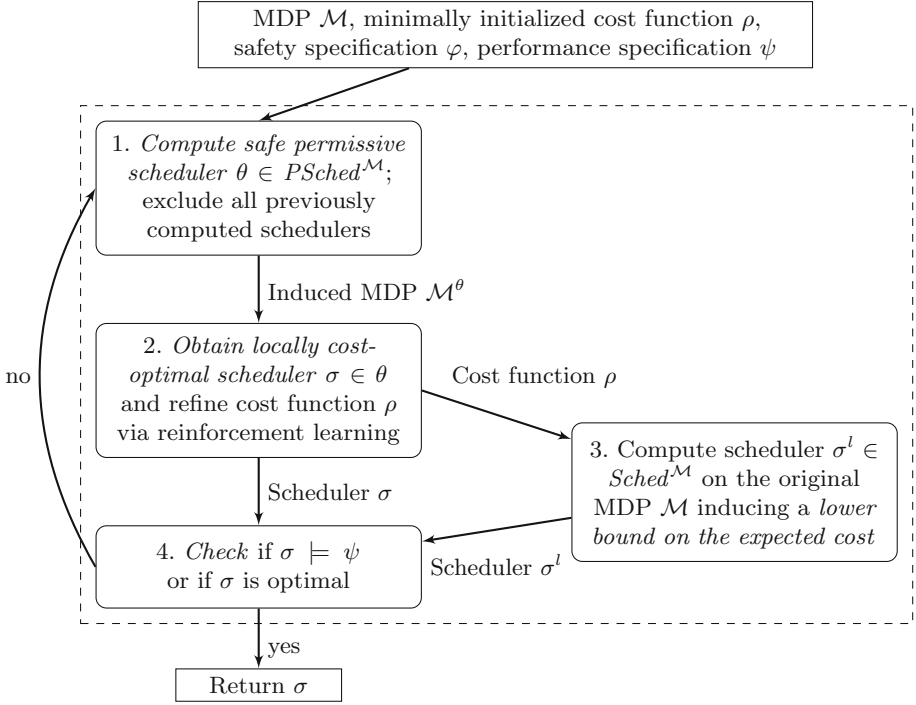 MDP ℳ, minimally initialized cost function ρ,
safety specification φ, performance specification ψ
1. Compute safe permissive
scheduler θ ∈ PSched^ℳ;
exclude all previously
computed schedulers
Induced MDP ℳ^θ
2. Obtain locally cost-
optimal scheduler σ ∈ θ
and refine cost function ρ
via reinforcement learning
Cost function ρ
no
3. Compute scheduler σ^l ∈
Sched^ℳ on the original
MDP ℳ inducing a lower
bound on the expected cost
Scheduler σ
4. Check if σ ⊨ ψ
or if σ is optimal
Scheduler σ^l
yes
Return σ